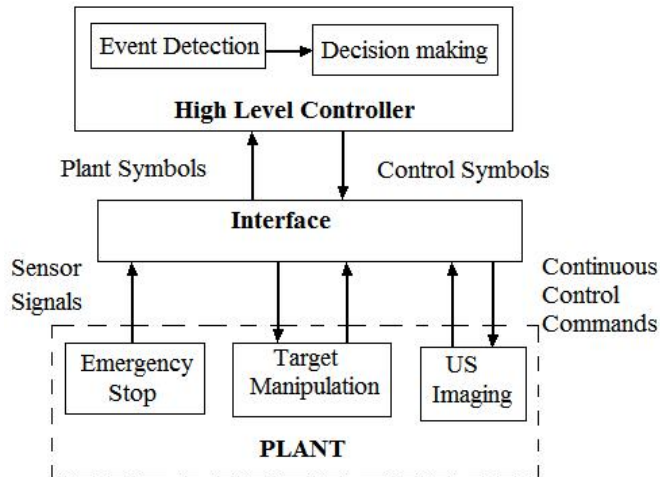 Event Detection
Decision making
High Level Controller
Plant Symbols
Control Symbols
Interface
Sensor
Signals
Continuous
Control
Commands
Emergency
Stop
Target
Manipulation
US
Imaging
PLANT